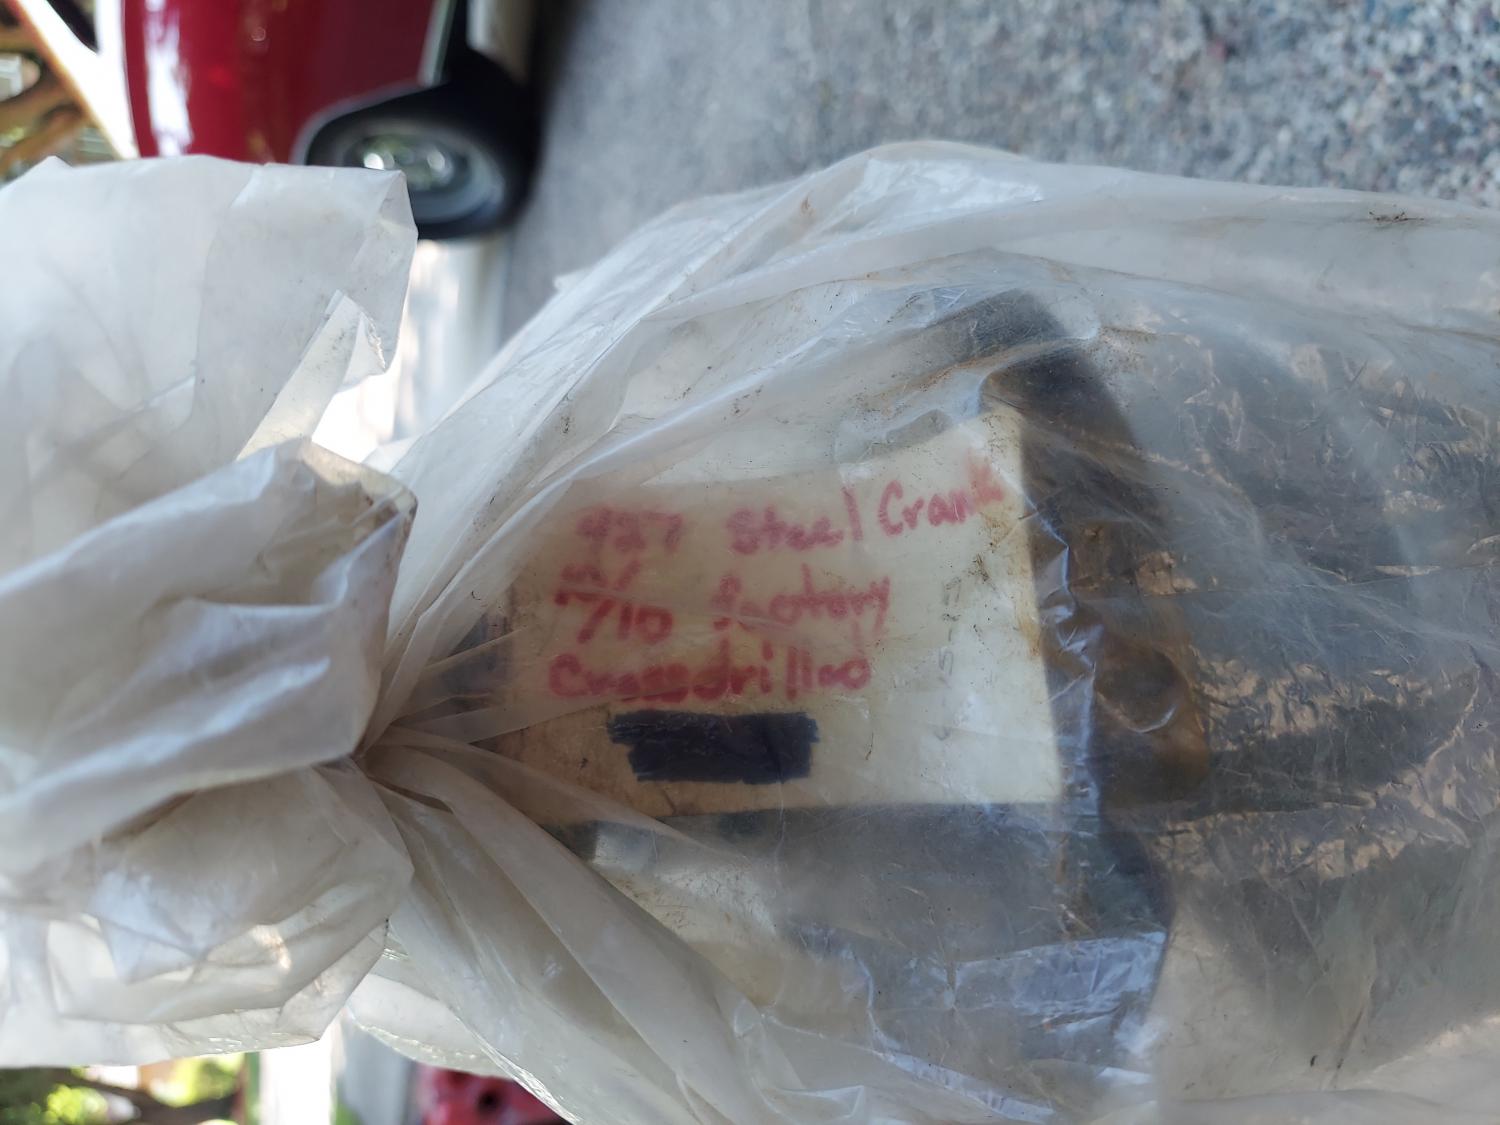 427 Steel Crank
7/10 factory
Crossdrilled